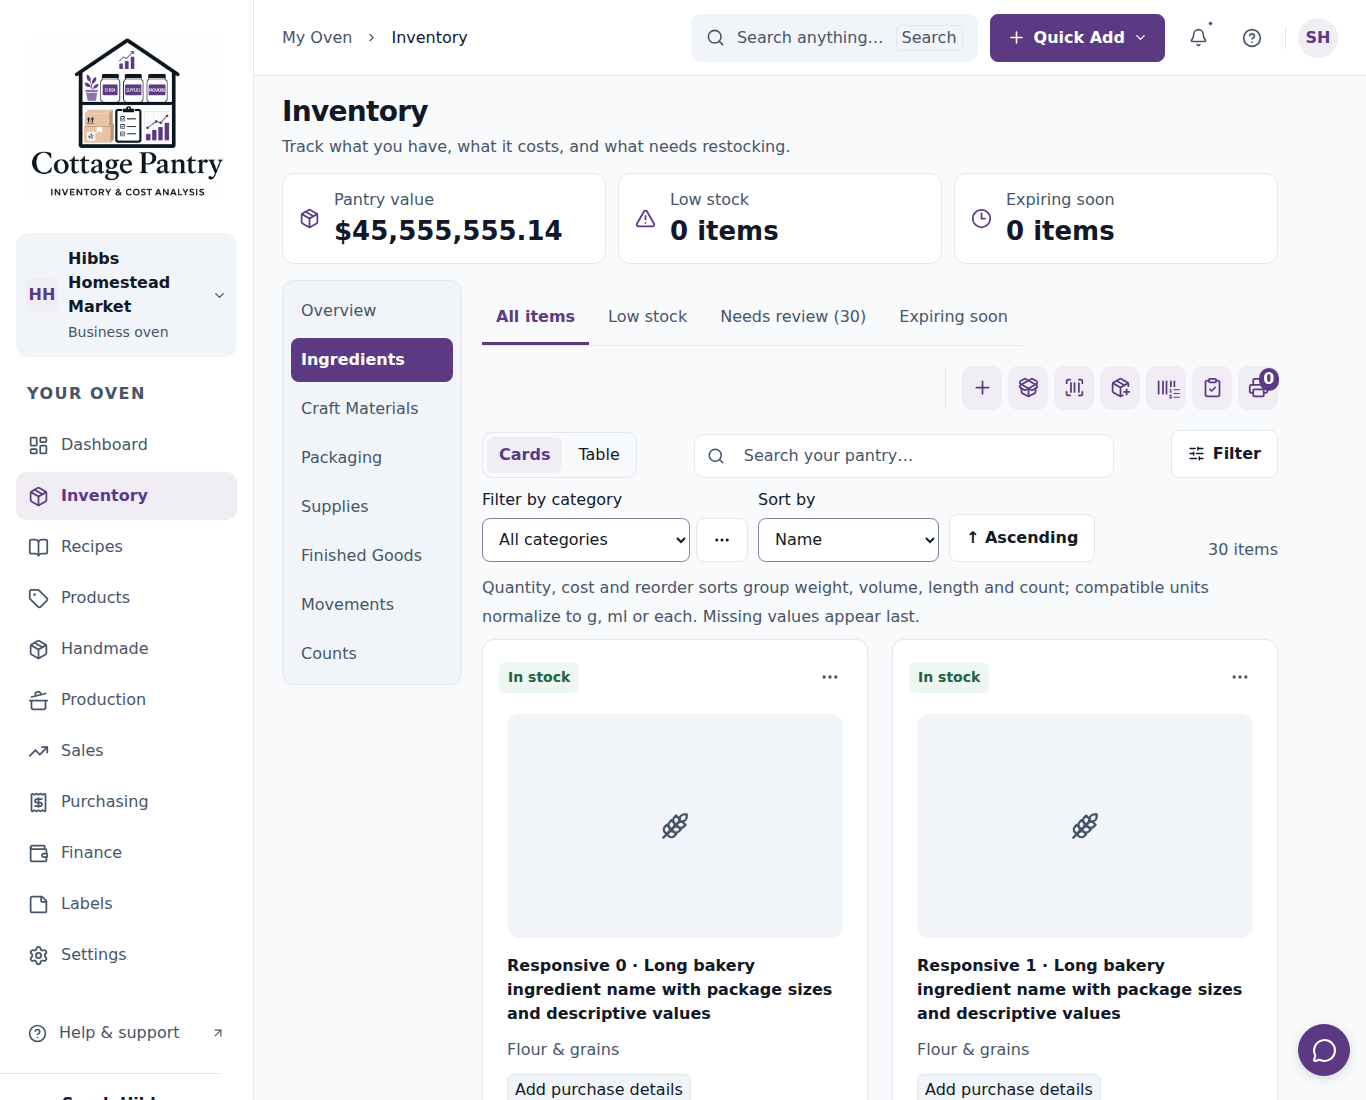 My Oven
Inventory
Search anything...
Search
Quick Add
SH
Cottage Pantry
INVENTORY & COST ANALYSIS
HH
Hibbs
Homestead
Market
Business oven
YOUR OVEN
Dashboard
Inventory
Recipes
Products
Handmade
Production
Sales
Purchasing
Finance
Labels
Settings
Help & support
Inventory
Track what you have, what it costs, and what needs restocking.
Pantry value
$45,555,555.14
Low stock
0 items
Expiring soon
0 items
Overview
Ingredients
Craft Materials
Packaging
Supplies
Finished Goods
Movements
Counts
All items
Low stock
Needs review (30)
Expiring soon
0
Cards
Table
Search your pantry...
Filter
Filter by category
Sort by
All categories
Name
↑ Ascending
30 items
Quantity, cost and reorder sorts group weight, volume, length and count; compatible units
normalize to g, ml or each. Missing values appear last.
In stock
Responsive 0 · Long bakery
ingredient name with package sizes
and descriptive values
Flour & grains
Add purchase details
In stock
Responsive 1 · Long bakery
ingredient name with package sizes
and descriptive values
Flour & grains
Add purchase details